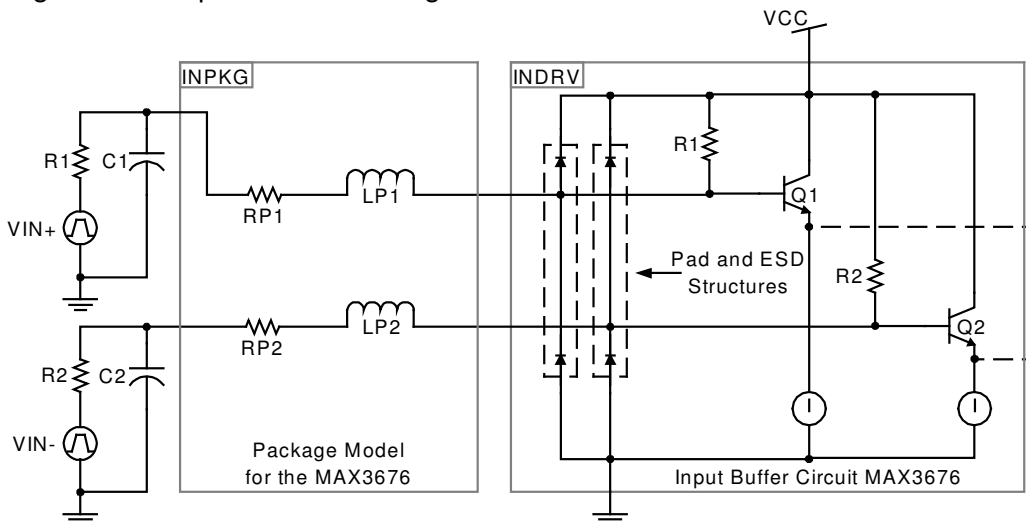 VCC
INPKG
INDRV
R1
C1
R1
LP1
Q1
RP1
VIN+
Pad and ESD
Structures
R2
LP2
RP2
Q2
R2
C2
I
I
VIN-
Package Model
for the MAX3676
Input Buffer Circuit MAX3676